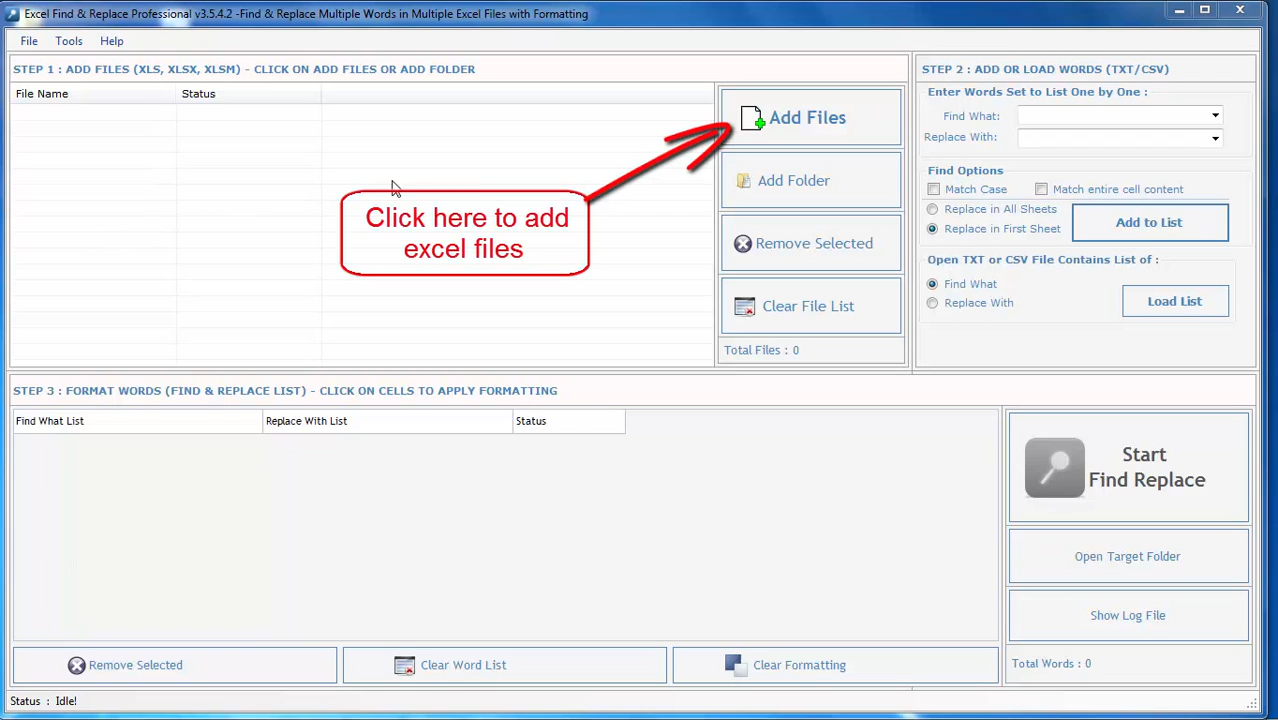 Excel Find & Replace Professional v3.5.4.2 -Find & Replace Multiple Words in Multiple Excel Files with Formatting
File Tools Help
STEP 1 : ADD FILES (XLS, XLSX, XLSM) - CLICK ON ADD FILES OR ADD FOLDER
File Name Status
Click here to add
excel files
Add Files
Add Folder
Remove Selected
Clear File List
Total Files : 0
STEP 2 : ADD OR LOAD WORDS (TXT/CSV)
Enter Words Set to List One by One :
Find What:
Replace With:
Find Options
Match Case Match entire cell content
Replace in All Sheets
Replace in First Sheet
Add to List
Open TXT or CSV File Contains List of :
Find What
Replace With
Load List
STEP 3 : FORMAT WORDS (FIND & REPLACE LIST) - CLICK ON CELLS TO APPLY FORMATTING
Find What List Replace With List Status
Start
Find Replace
Open Target Folder
Show Log File
Remove Selected Clear Word List Clear Formatting
Total Words : 0
Status : Idle!